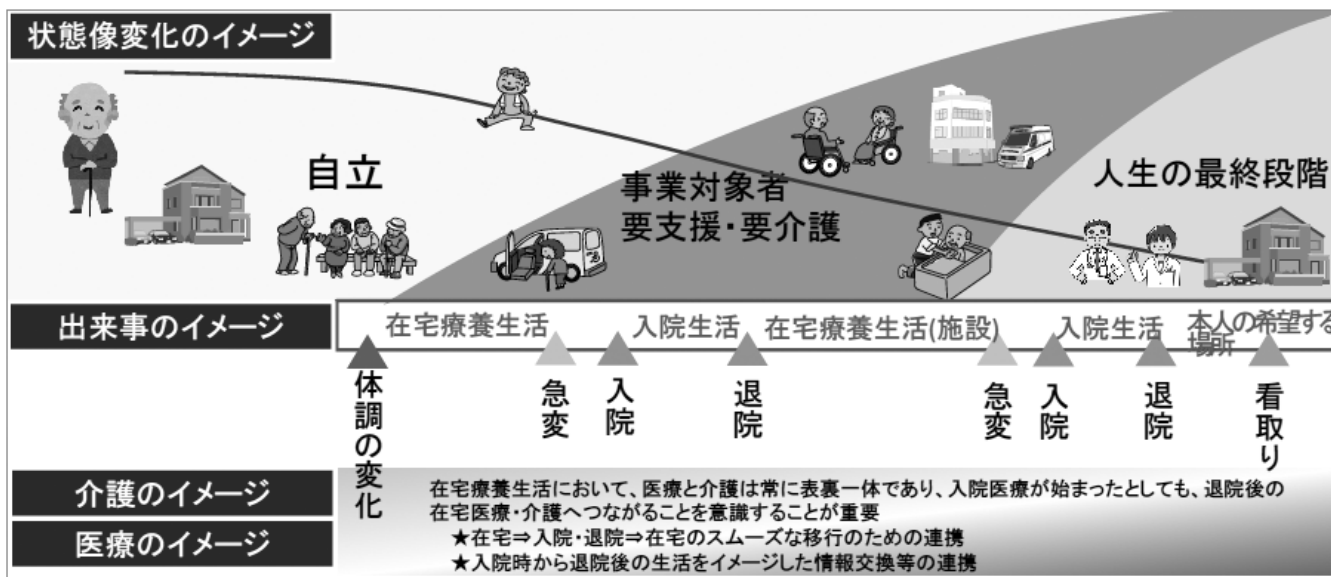 状態像変化のイメージ
自立
事業対象者
要支援・要介護
人生の最終段階
出来事のイメージ
在宅療養生活
入院生活
在宅療養生活(施設)
入院生活
本人の希望する
場所
体調の変化
急変
入院
退院
急変
入院
退院
看取り
介護のイメージ
医療のイメージ
在宅療養生活において、医療と介護は常に表裏一体であり、入院医療が始まったとしても、退院後の
在宅医療・介護へつながることを意識することが重要
★在宅⇒入院・退院⇒在宅のスムーズな移行のための連携
★入院時から退院後の生活をイメージした情報交換等の連携